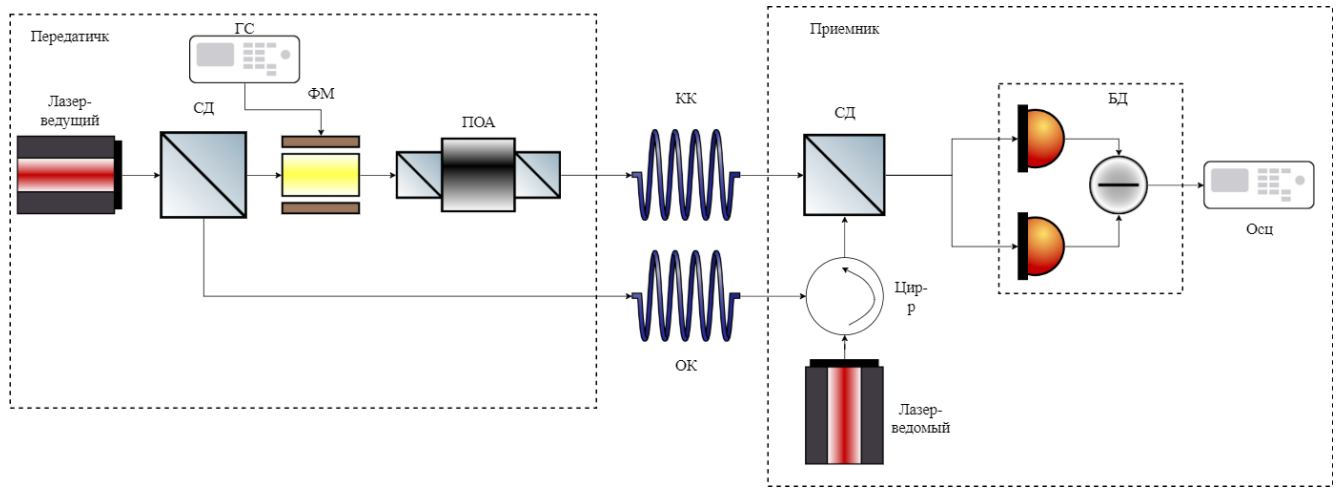 Передатичк
ГС
Лазер-
ведущий
СД
ФМ
ПОА
КК
ОК
Приемник
СД
БД
Осц
Цир-
р
Лазер-
ведомый